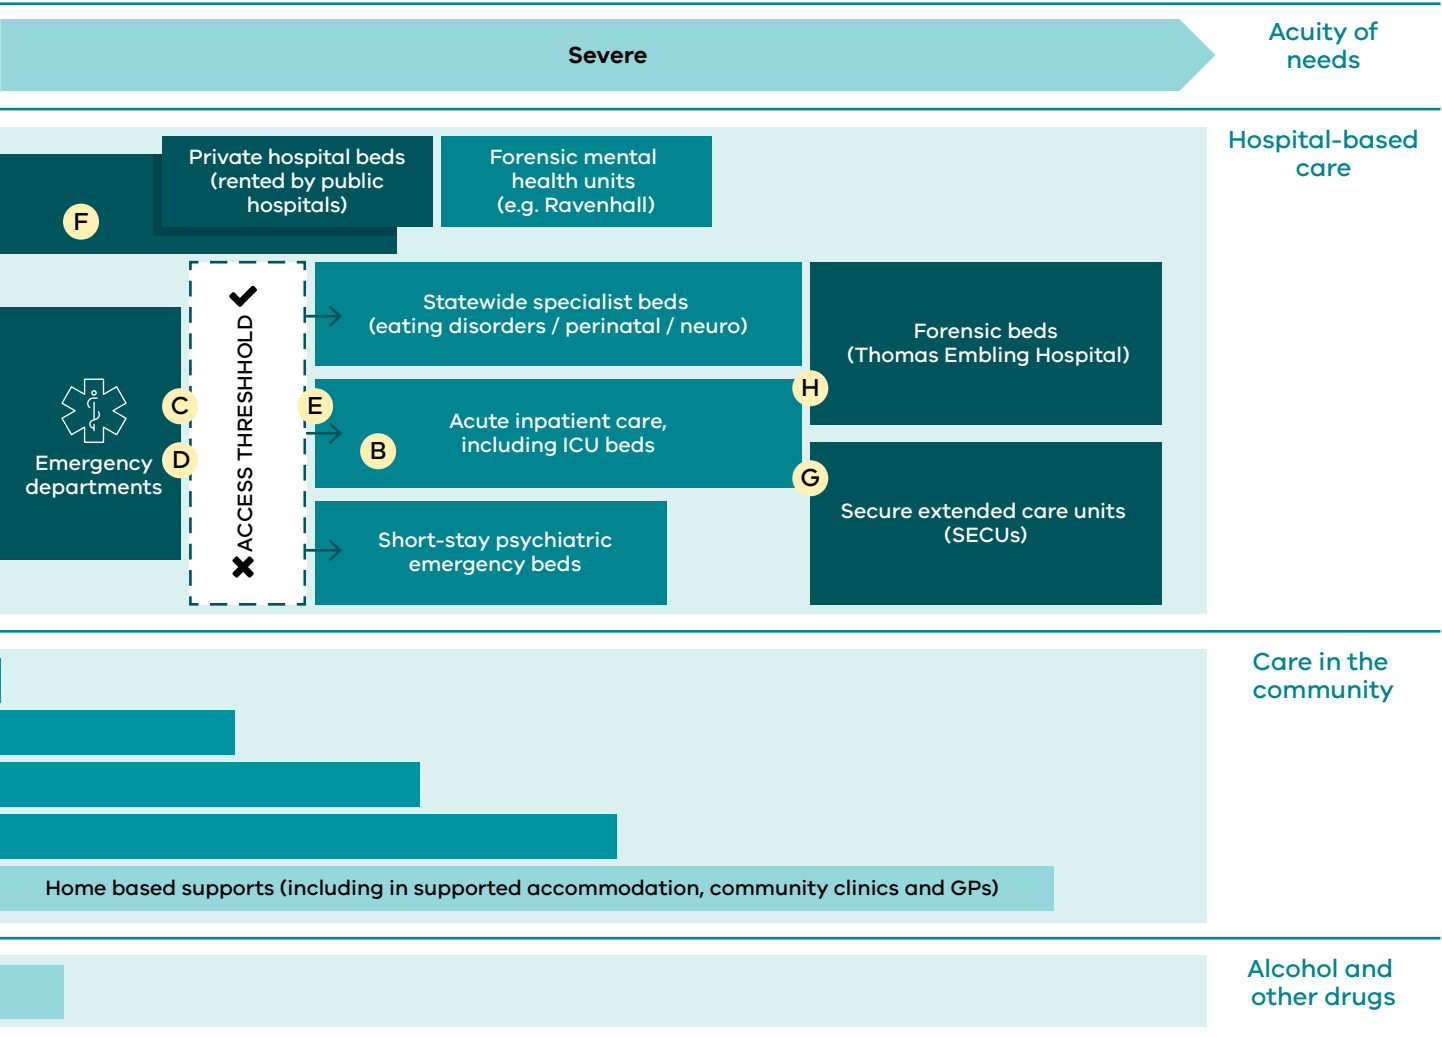 Severe
Acuity of
needs
Hospital-based
care
Private hospital beds
(rented by public
hospitals)
Forensic mental
health units
(e.g. Ravenhall)
F
ACCESS THRESHHOLD
Statewide specialist beds
(eating disorders / perinatal / neuro)
Forensic beds
(Thomas Embling Hospital)
C
E
H
Acute inpatient care,
including ICU beds
B
D
Emergency
departments
G
Secure extended care units
(SECUs)
Short-stay psychiatric
emergency beds
Care in the
community
Home based supports (including in supported accommodation, community clinics and GPs)
Alcohol and
other drugs